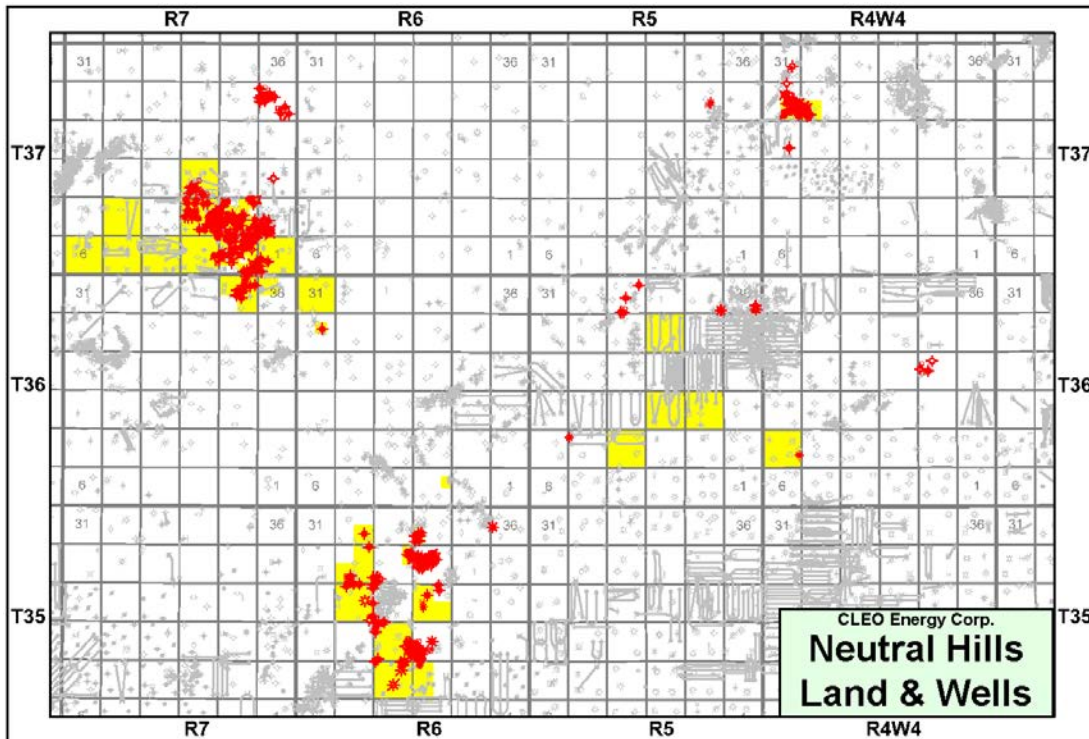 R7 R6 R5 R4W4
31 36 31 36 31 36 31 36 31
T37 T37
6 1 6 1 6 1 6 1 6
31 36 31 36 31 36 31 36 31
T36 T36
6 1 6 1 6 1 6 1 6
31 36 31 36 31 36 31 36 31
T35 T35
CLEO Energy Corp.
Neutral Hills
Land & Wells
R7 R6 R5 R4W4